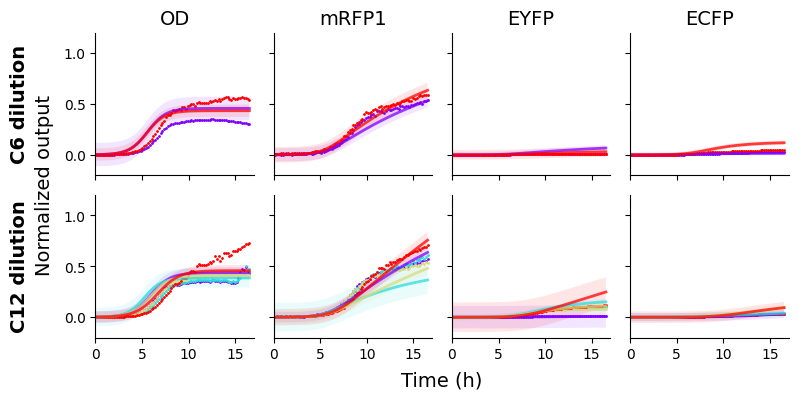 OD mRFP1 EYFP ECFP
C6 dilution
1.0
0.5
0.0
Normalized output
C12 dilution
1.0
0.5
0.0
0 5 10 15 0 5 10 15 0 5 10 15 0 5 10 15
Time (h)